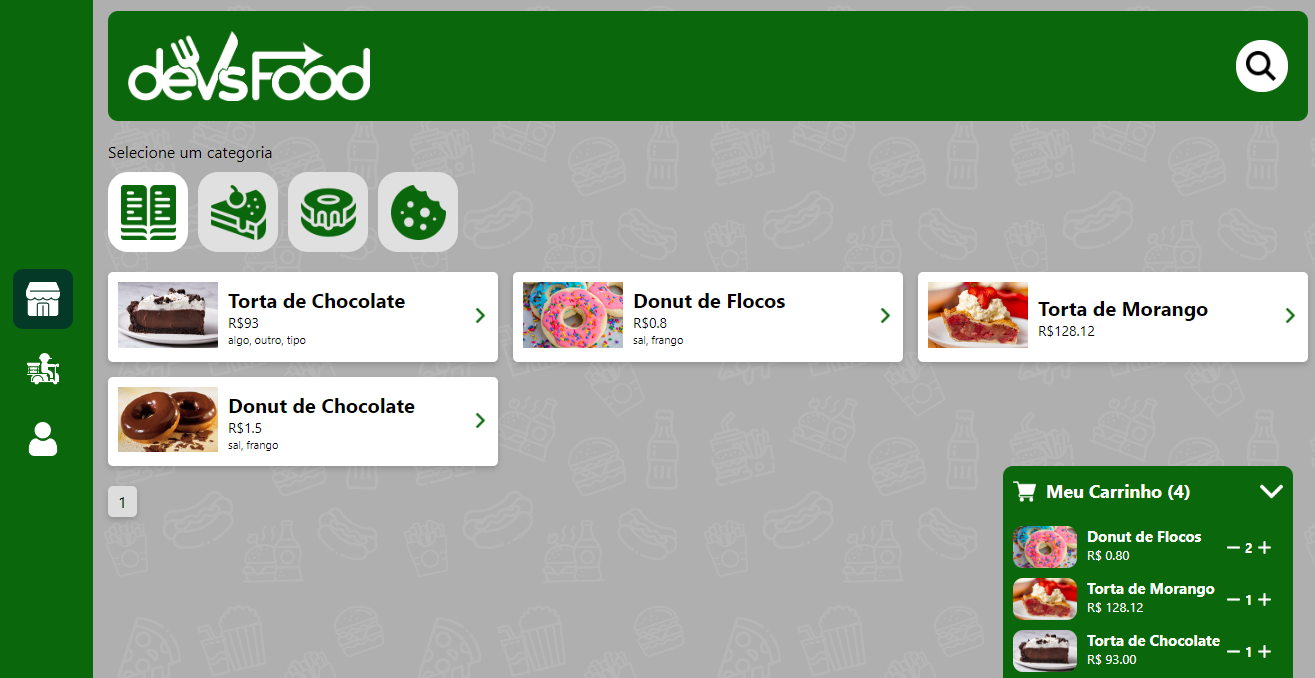 devsFood
Selecione um categoria
Torta de Chocolate
R$93
algo, outro, tipo
Donut de Flocos
R$0.8
sal, frango
Torta de Morango
R$128.12
Donut de Chocolate
R$1.5
sal, frango
1
Meu Carrinho (4)
Donut de Flocos
R$ 0.80
2
Torta de Morango
R$ 128.12
1
Torta de Chocolate
R$ 93.00
1